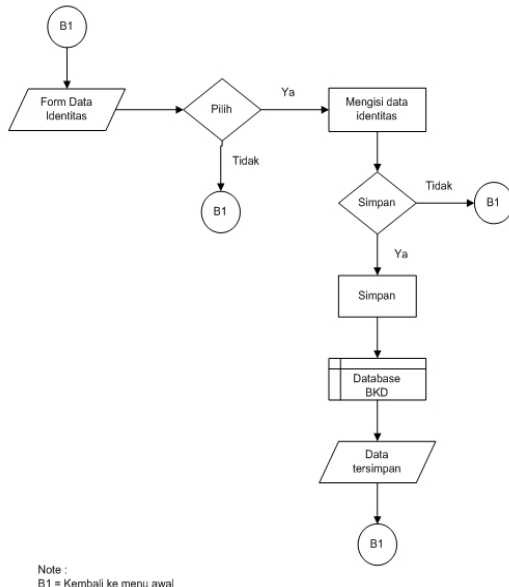 B1
Form Data
Identitas
Pilih
Ya
Mengisi data
identitas
Tidak
B1
Simpan
Tidak
B1
Ya
Simpan
Database
BKD
Data
tersimpan
B1
Note :
B1 = Kembali ke menu awal